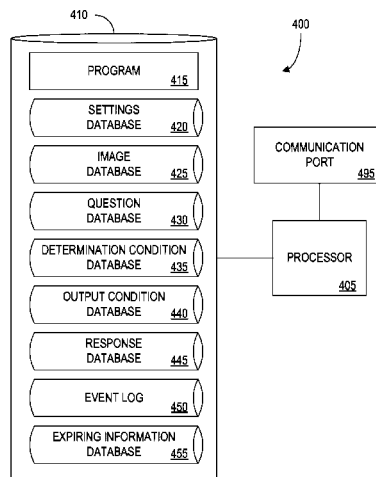 410
400
PROGRAM
415
SETTINGS
DATABASE
420
IMAGE
DATABASE
425
QUESTION
DATABASE
430
DETERMINATION CONDITION
DATABASE
435
OUTPUT CONDITION
DATABASE
440
RESPONSE
DATABASE
445
EVENT LOG
450
EXPIRING INFORMATION
DATABASE
455
COMMUNICATION
PORT
495
PROCESSOR
405